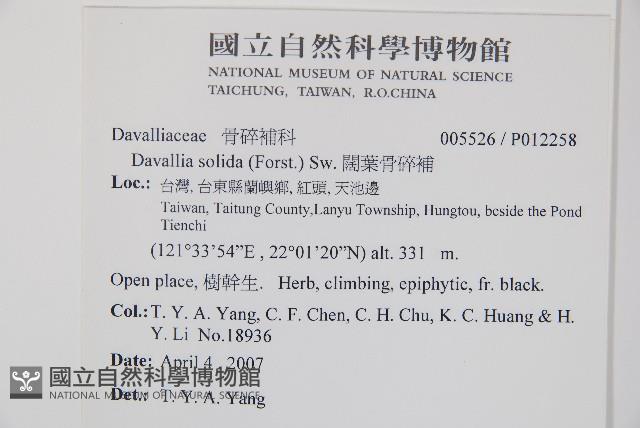 國立自然科學博物館
NATIONAL MUSEUM OF NATURAL SCIENCE
TAICHUNG, TAIWAN, R.O.CHINA
Davalliaceae 骨碎補科 005526 / P012258
Davallia solida (Forst.) Sw. 闊葉骨碎補
Loc.: 台灣, 台東縣蘭嶼鄉, 紅頭, 天池邊
Taiwan, Taitung County,Lanyu Township, Hungtou, beside the Pond
Tienchi
(121°33'54"E , 22°01'20"N) alt. 331 m.
Open place, 樹幹生. Herb, climbing, epiphytic, fr. black.
Col.: T. Y. A. Yang, C. F. Chen, C. H. Chu, K. C. Huang & H.
Y. Li No.18936
Date: April 4, 2007
國立自然科學博物館
NATIONAL MUSEUM OF NATURAL SCIENCE
Det.: T. Y. A. Yang